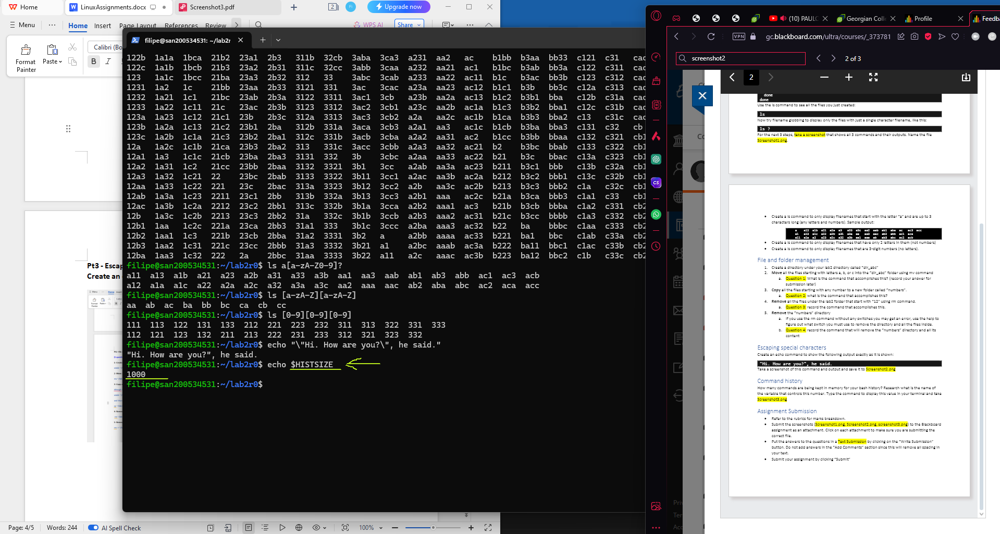 Home
LinuxAssignments.docx
Screenshot3.pdf
2
Fi
Upgrade now
Menu
Home Insert Page Layout References Review
WPS AI
Share
Format Painter
Paste
Calibri (Bo
B I
Pt3 - Escap
Create an
filipe@san200534531: ~/lab2r
122b 1a1a 1bca 21b2 23a1 2b3 311b 32cb 3aba 3ca3 a231 aa2 ac b1bb b3aa bb33 c121 c31 cac
122c 1a1b 1bcb 21b3 23a2 2b31 311c 32cc 3abb 3caa a232 aa21 ac1 b1bc b3ab bb3a c122 c311 cac
123 1a1c 1bcc 21ba 23a3 2b32 312 33 3abc 3cab a233 aa22 ac11 b1c b3ac bb3b c123 c312 cac
1231 1a2 1c 21bb 23aa 2b33 3121 331 3ac 3cac a23a aa23 ac12 b1c1 b3b bb3c c12a c313 cac
1232 1a21 1c1 21bc 23ab 2b3a 3122 3311 3ac1 3cb a23b aa2a ac13 b1c2 b3b1 bba c12b c31a cac
1233 1a22 1c11 21c 23ac 2b3b 3123 3312 3ac2 3cb1 a23c aa2b ac1a b1c3 b3b2 bba1 c12c c31b cac
123a 1a23 1c12 21c1 23b 2b3c 312a 3313 3ac3 3cb2 a2a aa2c ac1b b1ca b3b3 bba2 c13 c31c cac
123b 1a2a 1c13 21c2 23b1 2ba 312b 331a 3aca 3cb3 a2a1 aa3 ac1c b1cb b3ba bba3 c131 c32 cb
123c 1a2b 1c1a 21c3 23b2 2ba1 312c 331b 3acb 3cba a2a2 aa31 ac2 b1cc b3bb bbaa c132 c321 cb1
12a 1a2c 1c1b 21ca 23b3 2ba2 313 331c 3acc 3cbb a2a3 aa32 ac21 b2 b3bc bbab c133 c322 cb1
12a1 1a3 1c1c 21cb 23ba 2ba3 3131 332 3b 3cbc a2aa aa33 ac22 b21 b3c bbac c13a c323 cb1
12a2 1a31 1c2 21cc 23bb 2baa 3132 3321 3b1 3cc a2ab aa3a ac23 b211 b3c1 bbb c13b c32a cb1
12a3 1a32 1c21 22 23bc 2bab 3133 3322 3b11 3cc1 a2ac aa3b ac2a b212 b3c2 bbb1 c13c c32b cb1
12aa 1a33 1c22 221 23c 2bac 313a 3323 3b12 3cc2 a2b aa3c ac2b b213 b3c3 bbb2 c1a c32c cb1
12ab 1a3a 1c23 2211 23c1 2bb 313b 332a 3b13 3cc3 a2b1 aaa ac2c b21a b3ca bbb3 c1a1 c33 cb1
12ac 1a3b 1c2a 2212 23c2 2bb1 313c 332b 3b1a 3cca a2b2 aaa1 ac3 b21b b3cb bbba c1a2 c331 cb2
12b 1a3c 1c2b 2213 23c3 2bb2 31a 332c 3b1b 3ccb a2b3 aaa2 ac31 b21c b3cc bbbb c1a3 c332 cb2
12b1 1aa 1c2c 221a 23ca 2bb3 31a1 333 3b1c 3ccc a2ba aaa3 ac32 b22 ba bbbc c1aa c333 cb2
12b2 1aa1 1c3 221b 23cb 2bba 31a2 3331 3b2 a a2bb aaaa ac33 b221 ba1 bbc c1ab c33a cb2
12b3 1aa2 1c31 221c 23cc 2bbb 31a3 3332 3b21 a1 a2bc aaab ac3a b222 ba11 bbc1 c1ac c33b cb2
12ba 1aa3 1c32 222 2a 2bbc 31aa 3333 3b22 a11 a2c aaac ac3b b223 ba12 bbc2 c1b c33c cb2
filipe@san200534531:~/lab2r0$ ls a[a-zA-Z0-9]?
a11 a13 a1b a21 a23 a2b a31 a33 a3b aa1 aa3 aab ab1 ab3 abb ac1 ac3 acb
a12 a1a a1c a22 a2a a2c a32 a3a a3c aa2 aaa aac ab2 aba abc ac2 aca acc
filipe@san200534531:~/lab2r0$ ls [a-zA-Z][a-zA-Z]
aa ab ac ba bb bc ca cb cc
filipe@san200534531:~/lab2r0$ ls [0-9][0-9][0-9]
111 113 122 131 133 212 221 223 232 311 313 322 331 333
112 121 123 132 211 213 222 231 233 312 321 323 332
filipe@san200534531:~/lab2r0$ echo "\"Hi. How are you?\", he said."
"Hi. How are you?", he said.
filipe@san200534531:~/lab2r0$ echo $HISTSIZE
1000
filipe@san200534531:~/lab2r0$
Page: 4/5 Words: 244 AI Spell Check 100%
(10) PAULO
Georgian Coll
Profile
Feedba
VPN
gc.blackboard.com/ultra/courses/_373781
screenshot2
2 of 3
2
Co
Priv
Ter
Acc
done
done
Use the ls command to see all the files you just created:
ls
Now try filename globbing to display only the files with just a single character filename, like this:
ls ?
For the next 3 steps, take a screenshot that shows all 3 commands and their outputs. Name the file
Screenshot1.png.
• Create a ls command to only display filenames that start with the letter "a" and are up to 3
characters long (any letters and numbers). Sample output:
• Create a ls command to only display filenames that have only 2 letters in them (not numbers)
• Create a ls command to only display filenames that are 3-digit numbers (no letters).
File and folder management
1. Create a directory under your lab2 directory called "dir_abc"
2. Move all the files starting with letters a, b, or c into the "dir_abc" folder using mv command
a. Question 1: What is the command that accomplishes this? (record your answer for
submission later)
3. Copy all the files starting with any number to a new folder called "numbers".
a. Question 2: what is the command that accomplishes this?
4. Remove all the files under the lab2 folder that start with "12" using rm command.
a. Question 3: record the command that accomplishes this.
5. Remove the "numbers" directory
a. if you use the rm command without any switches you may get an error, use the help to
figure out what switch you must use to remove the directory and all the files inside.
b. Question 4: record the command that will remove the "numbers" directory and all its
content
Escaping special characters
Create an echo command to show the following output exactly as it is shown:
"Hi. How are you?", he said.
Take a screenshot of this command and output and save it to Screenshot2.png
Command history
How many commands are being kept in memory for your bash history? Research what is the name of
the variable that controls this number. Type the command to display this value in your terminal and take
Screenshot3.png
Assignment Submission
• Refer to the rubrics for marks breakdown.
• Submit the screenshots (Screenshot1.png, Screenshot2.png, screenshot3.png) to the Blackboard
assignment as an attachment. Click on each attachment to make sure you are submitting the
correct file.
• Put the answers to the questions in a Text Submission by clicking on the "Write Submission"
button. Do not add answers in the "Add Comments" section since this will remove all spacing in
your text.
• Submit your assignment by clicking "Submit"